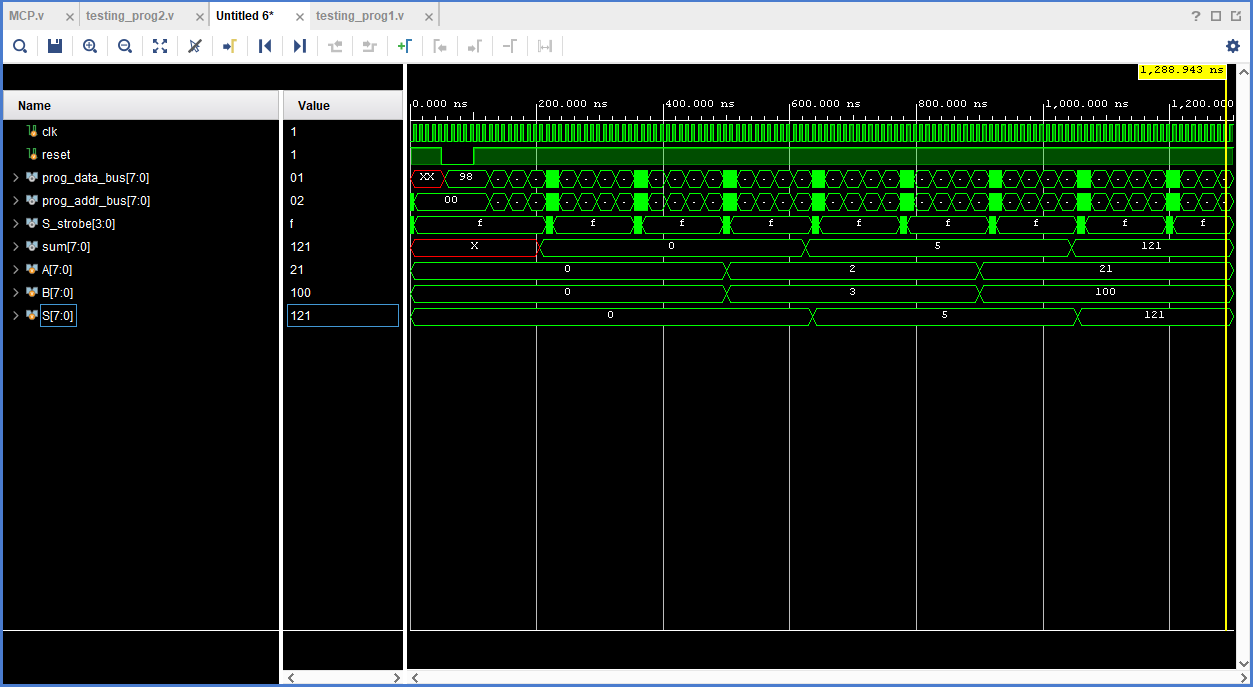 MCP.v × testing_prog2.v × Untitled 6* × testing_prog1.v × ?
1,288.943 ns
Name Value
0.000 ns 200.000 ns 400.000 ns 600.000 ns 800.000 ns 1,000.000 ns 1,200.000
clk 1
reset 1
prog_data_bus[7:0] 01 XX 98
prog_addr_bus[7:0] 02 00
S_strobe[3:0] f f f f f f f f f f
sum[7:0] 121 X 0 5 121
A[7:0] 21 0 2 21
B[7:0] 100 0 3 100
S[7:0] 121 0 5 121